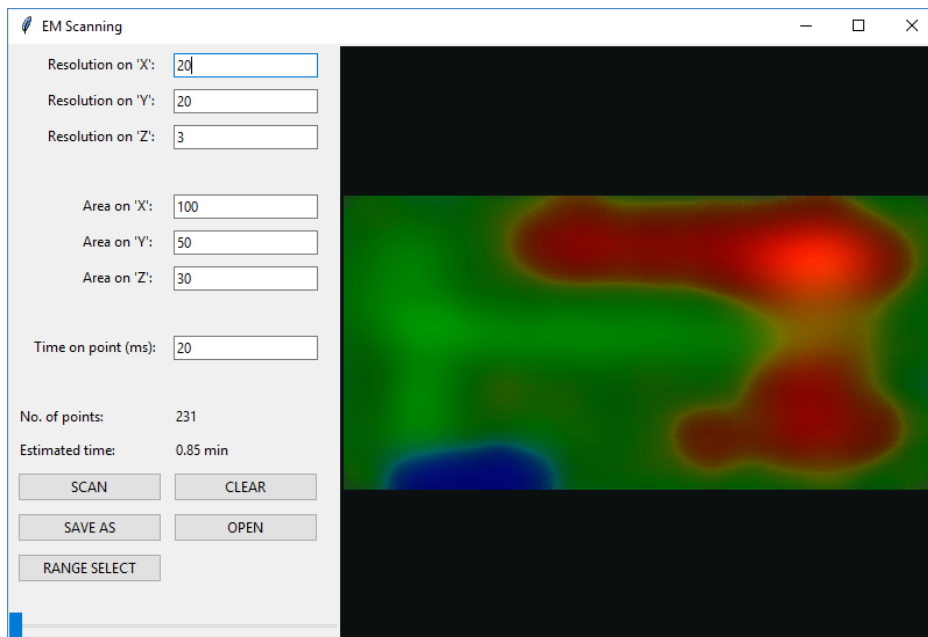 EM Scanning
Resolution on 'X': 20
Resolution on 'Y': 20
Resolution on 'Z': 3
Area on 'X': 100
Area on 'Y': 50
Area on 'Z': 30
Time on point (ms): 20
No. of points: 231
Estimated time: 0.85 min
SCAN CLEAR
SAVE AS OPEN
RANGE SELECT